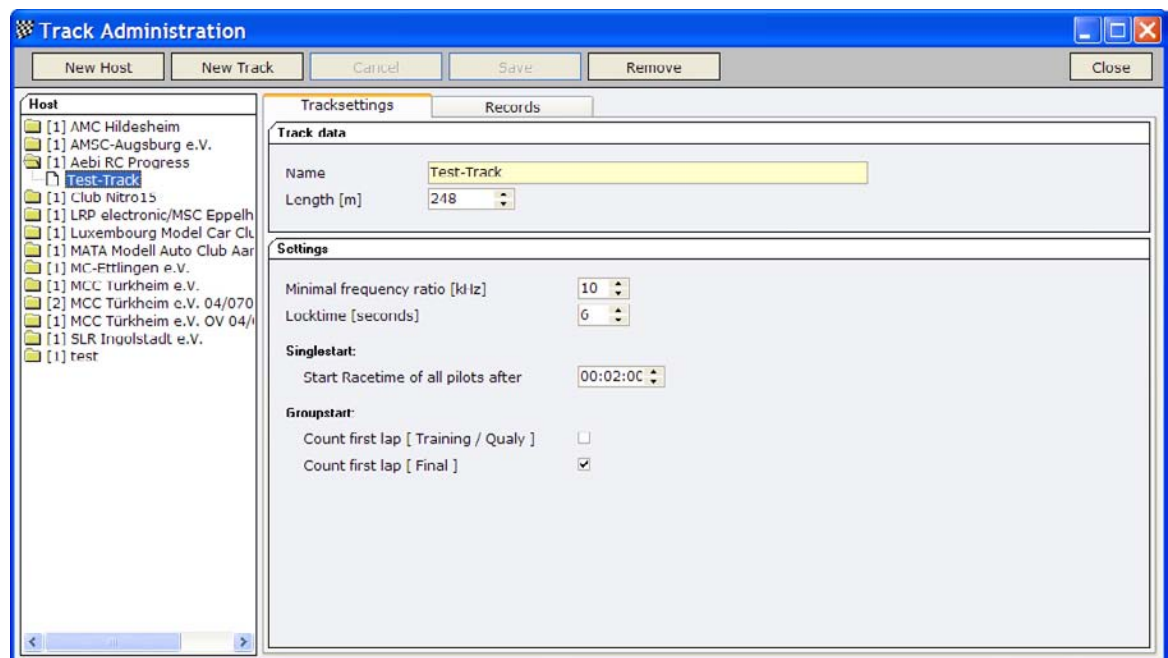 Track Administration
New Host New Track Cancel Save Remove Close
Host
[1] AMC Hildesheim
[1] AMSC-Augsburg e.V.
[1] Aebi RC Progress
Test-Track
[1] Club Nitro15
[1] LRP electronic/MSC Eppelh
[1] Luxembourg Model Car Clu
[1] MATA Modell Auto Club Aar
[1] MC-Ettlingen e.V.
[1] MCC Türkheim e.V.
[2] MCC Türkheim e.V. 04/070
[1] MCC Türkheim e.V. OV 04/
[1] SLR Ingolstadt e.V.
[1] test
Tracksettings Records
Track data
Name Test-Track
Length [m] 248
Settings
Minimal frequency ratio [kHz] 10
Locktime [seconds] 6
Singlestart:
Start Racetime of all pilots after 00:02:00
Groupstart:
Count first lap [ Training / Qualy ]
Count first lap [ Final ]